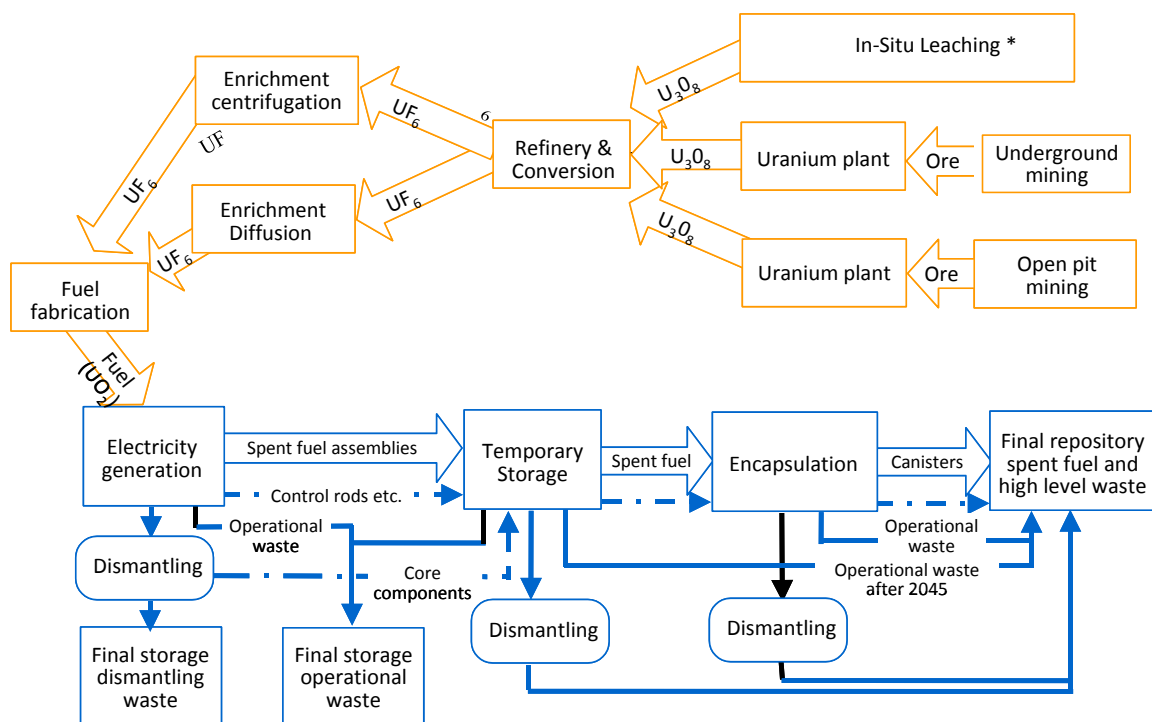 In-Situ Leaching *
Enrichment
centrifugation
U₃0₈
UF₆
6
UF
Refinery &
Conversion
U₃0₈
Uranium plant
Ore
Underground
mining
UF₆
Enrichment
Diffusion
UF₆
U₃0₈
UF₆
Uranium plant
Ore
Open pit
mining
Fuel
fabrication
Fuel
(UO₂)
Electricity
generation
Spent fuel assemblies
Temporary
Storage
Spent fuel
Encapsulation
Canisters
Final repository
spent fuel and
high level waste
Control rods etc.
Operational
waste
Operational
waste
Dismantling
Core
components
Operational waste
after 2045
Dismantling
Dismantling
Final storage
dismantling
waste
Final storage
operational
waste